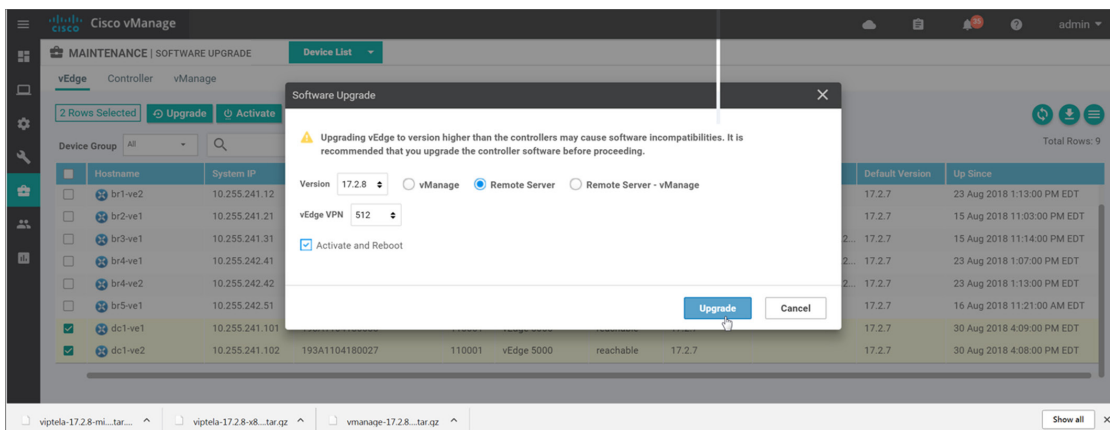 cisco Cisco vManage 35 admin
MAINTENANCE | SOFTWARE UPGRADE Device List
vEdge Controller vManage
Software Upgrade
2 Rows Selected Upgrade Activate
Upgrading vEdge to version higher than the controllers may cause software incompatibilities. It is
recommended that you upgrade the controller software before proceeding.
Device Group All Total Rows: 9
Version 17.2.8 vManage Remote Server Remote Server - vManage
vEdge VPN 512
Activate and Reboot
Upgrade Cancel
Hostname System IP Default Version Up Since
br1-ve2 10.255.241.12 17.2.7 23 Aug 2018 1:13:00 PM EDT
br2-ve1 10.255.241.21 17.2.7 15 Aug 2018 11:03:00 PM EDT
br3-ve1 10.255.241.31 2... 17.2.7 15 Aug 2018 11:14:00 PM EDT
br4-ve1 10.255.242.41 2... 17.2.7 23 Aug 2018 1:07:00 PM EDT
br4-ve2 10.255.242.42 2... 17.2.7 23 Aug 2018 1:13:00 PM EDT
br5-ve1 10.255.242.51 17.2.7 16 Aug 2018 11:21:00 AM EDT
dc1-ve1 10.255.241.101 17.2.7 30 Aug 2018 4:09:00 PM EDT
dc1-ve2 10.255.241.102 193A1104180027 110001 vEdge 5000 reachable 17.2.7 17.2.7 30 Aug 2018 4:08:00 PM EDT
viptela-17.2.8-mi....tar.... viptela-17.2.8-x8....tar.gz vmanage-17.2.8....tar.gz Show all